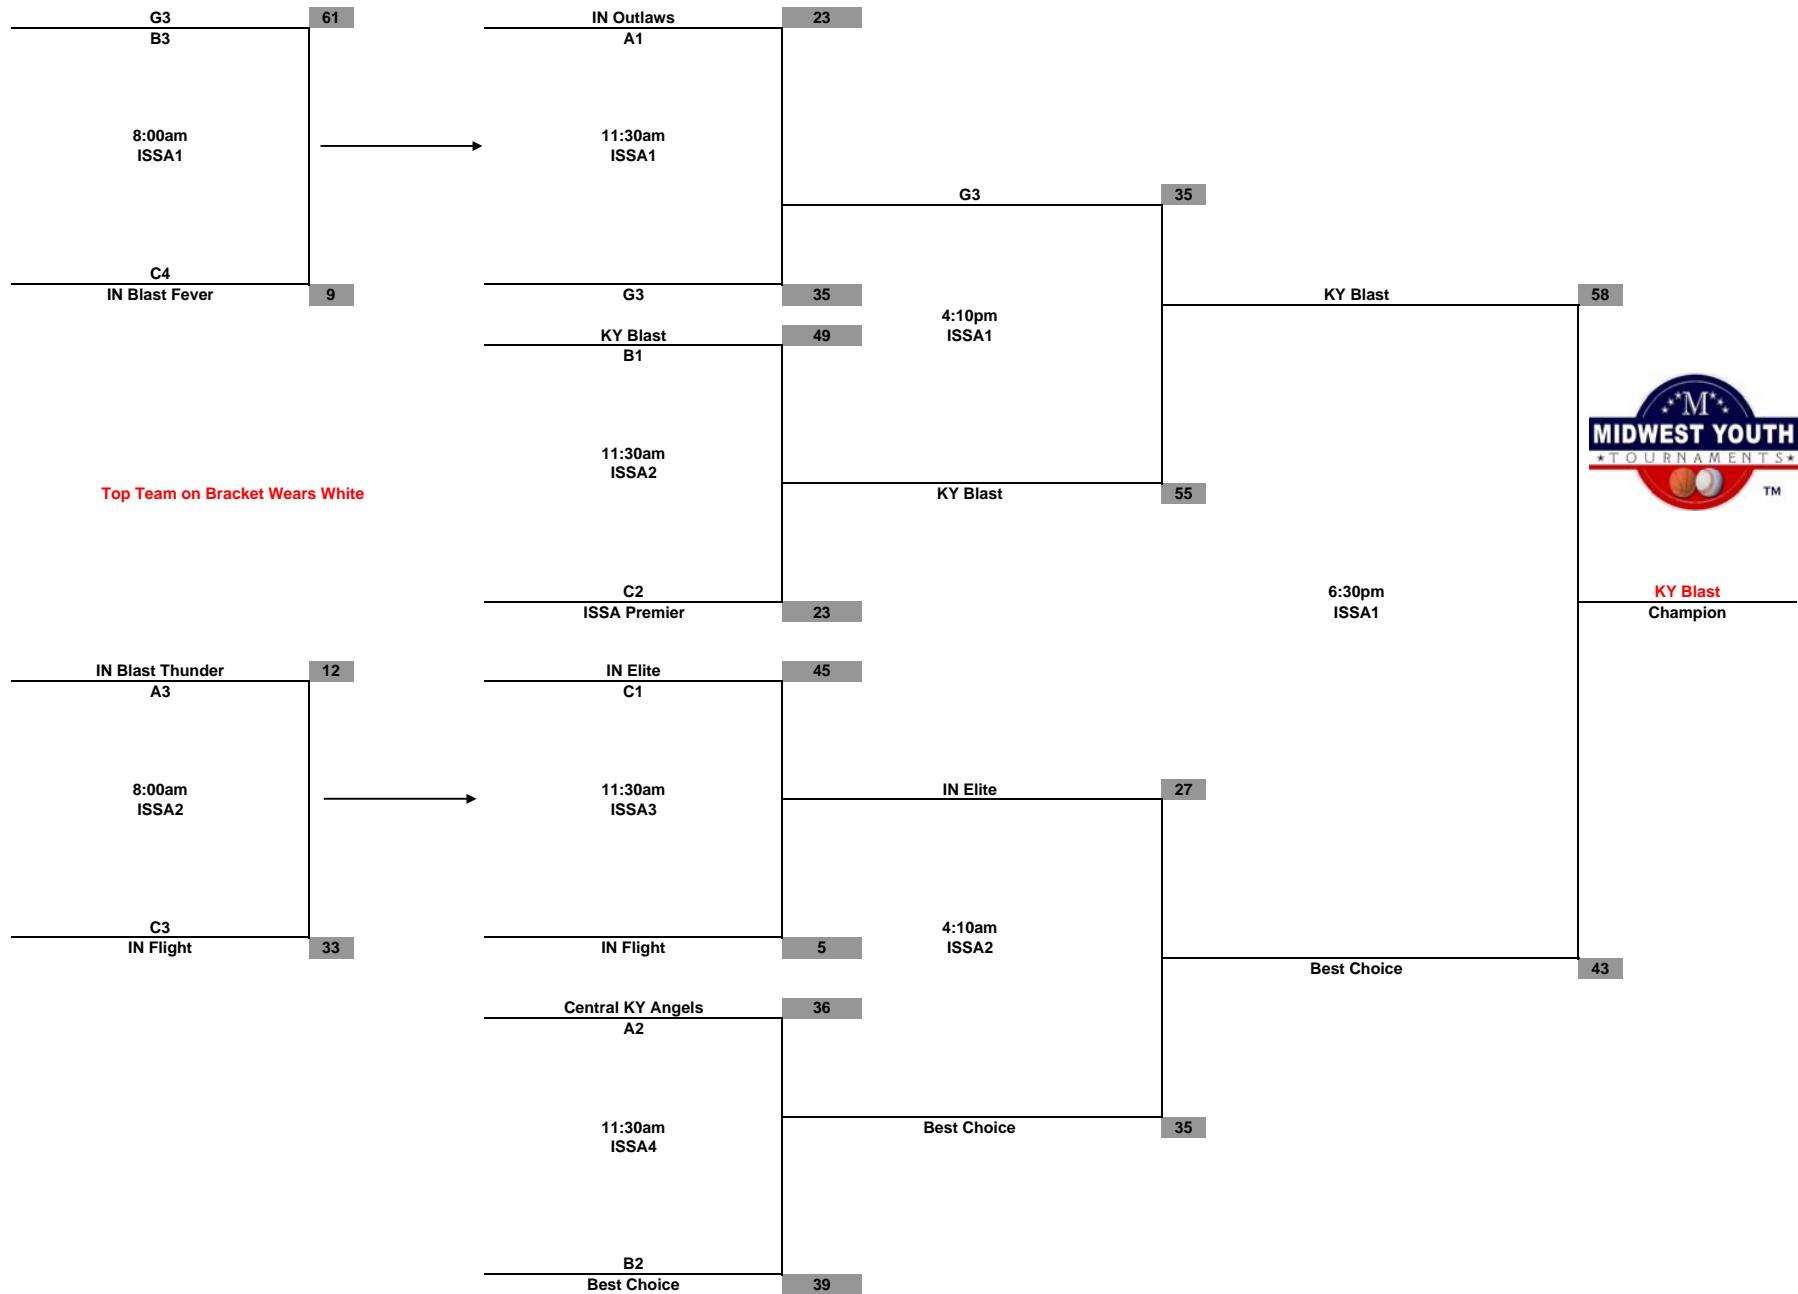 G3 61
B3
8:00am
ISSA1
C4
IN Blast Fever 9
IN Outlaws 23
A1
11:30am
ISSA1
G3 35
KY Blast 49
B1
11:30am
ISSA2
C2
ISSA Premier 23
Top Team on Bracket Wears White
IN Blast Thunder 12
A3
8:00am
ISSA2
C3
IN Flight 33
IN Elite 45
C1
11:30am
ISSA3
IN Flight 5
Central KY Angels 36
A2
11:30am
ISSA4
B2
Best Choice 39
G3 35
4:10pm
ISSA1
KY Blast 55
IN Elite 27
4:10am
ISSA2
Best Choice 35
KY Blast 58
6:30pm
ISSA1
Best Choice 43
M
MIDWEST YOUTH
TOURNAMENTS
TM
KY Blast
Champion